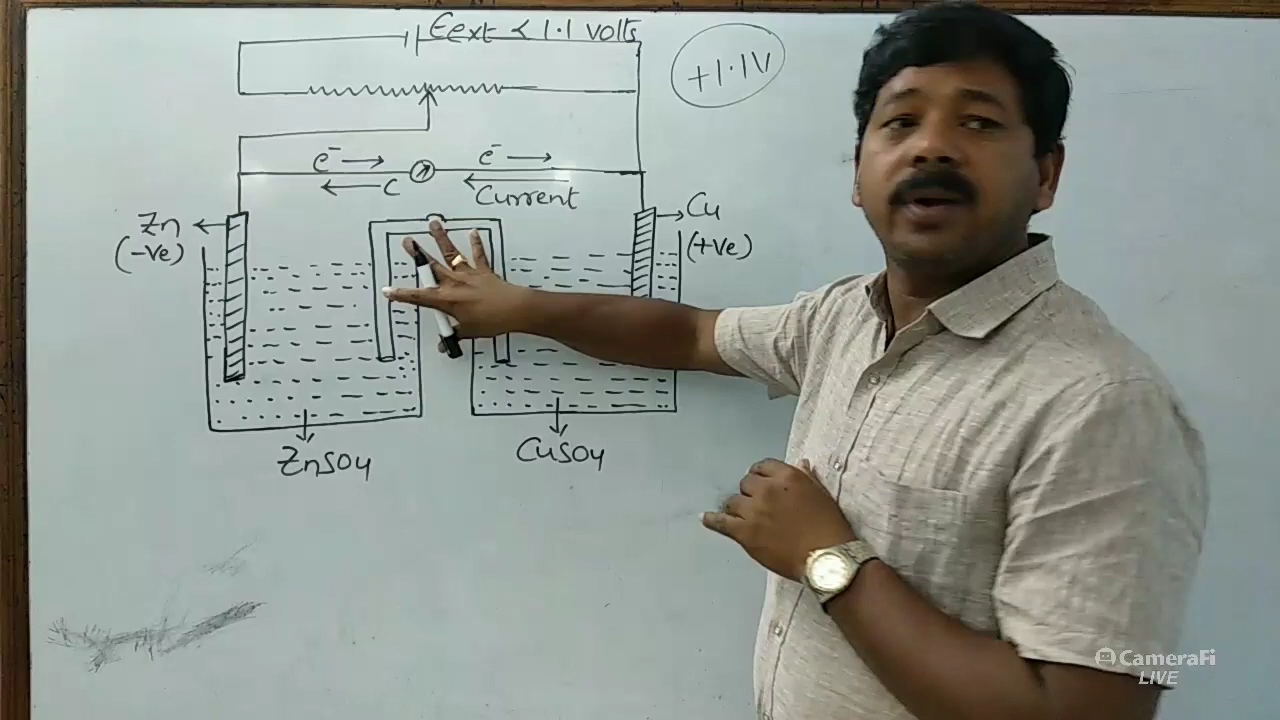 Eext < 1.1 volts
+1.1V
e⁻ → e⁻ →
← C ← Current
Zn
(-ve)
Cu
(+ve)
ZnSO4
CuSO4
CameraFi
LIVE